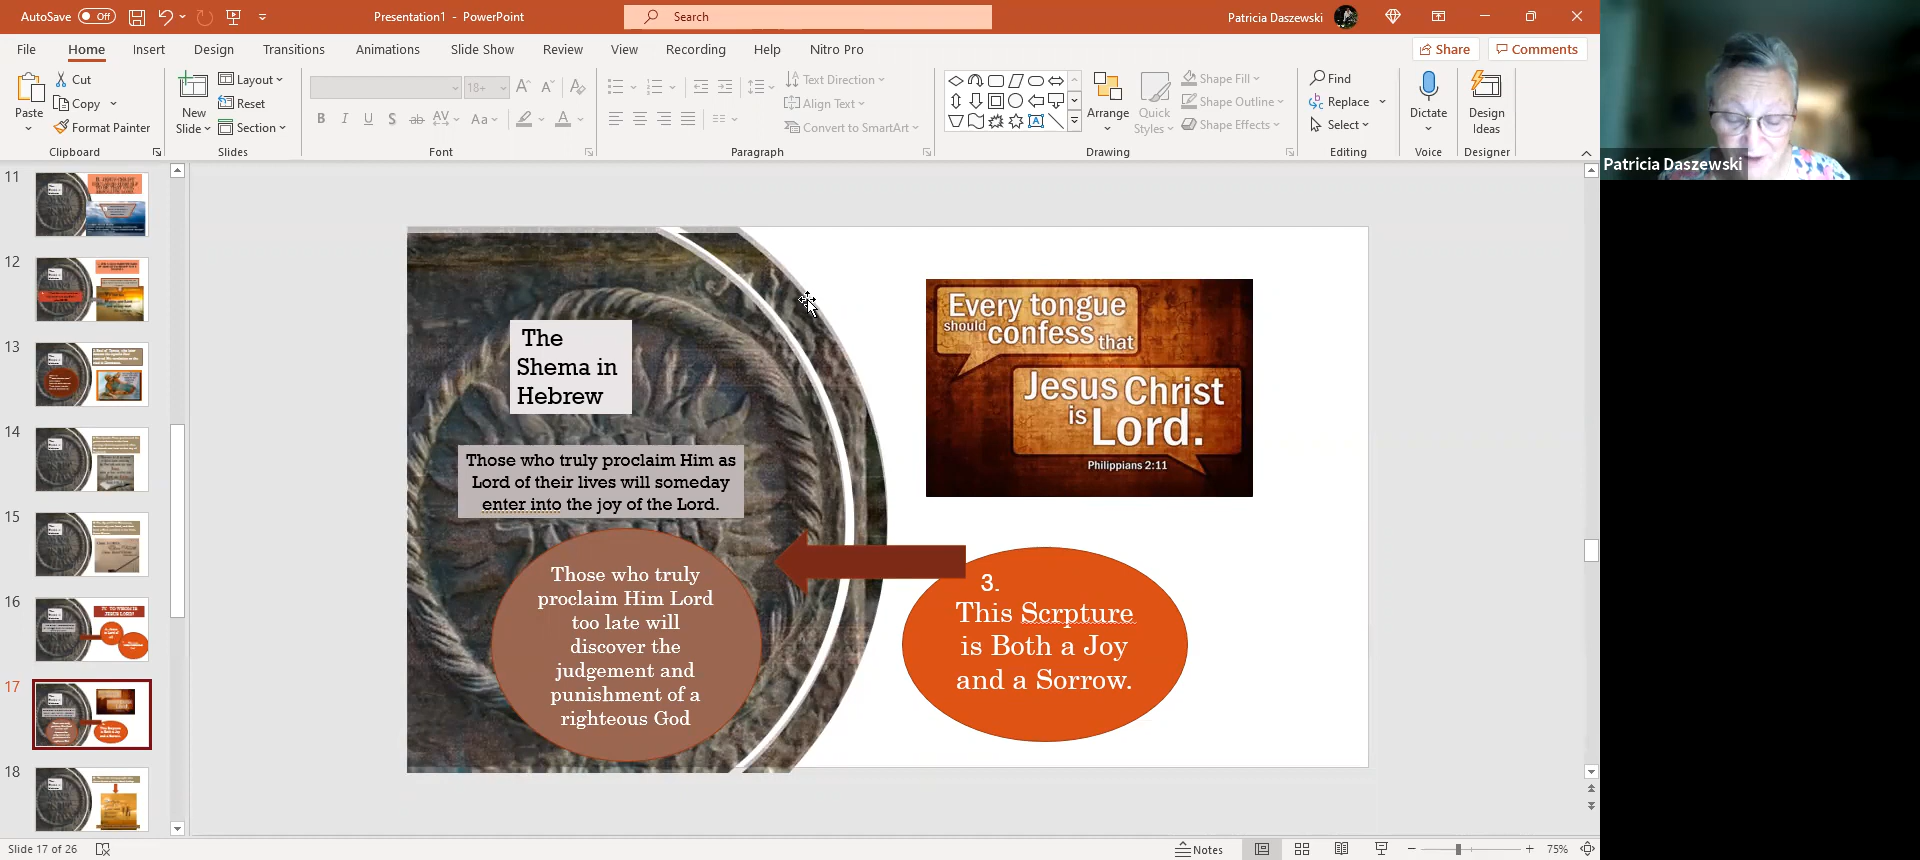 AutoSave Off
Presentation1 - PowerPoint
Search
Patricia Daszewski
File Home Insert Design Transitions Animations Slide Show Review View Recording Help Nitro Pro
Share Comments
Paste
Cut
Copy
Format Painter
Clipboard
New
Slide
Layout
Reset
Section
Slides
18+
Font
Text Direction
Align Text
Convert to SmartArt
Paragraph
Arrange
Quick
Styles
Shape Fill
Shape Outline
Shape Effects
Drawing
Find
Replace
Select
Editing
Dictate
Voice
Design
Ideas
Designer
Patricia Daszewski
11
12
13
14
15
16
17
18
The
Shema in
Hebrew
Those who truly proclaim Him as
Lord of their lives will someday
enter into the joy of the Lord.
Those who truly
proclaim Him Lord
too late will
discover the
judgement and
punishment of a
righteous God
Every tongue
should confess that
Jesus Christ
is Lord.
Philippians 2:11
3.
This Scrpture
is Both a Joy
and a Sorrow.
Slide 17 of 26
Notes
75%